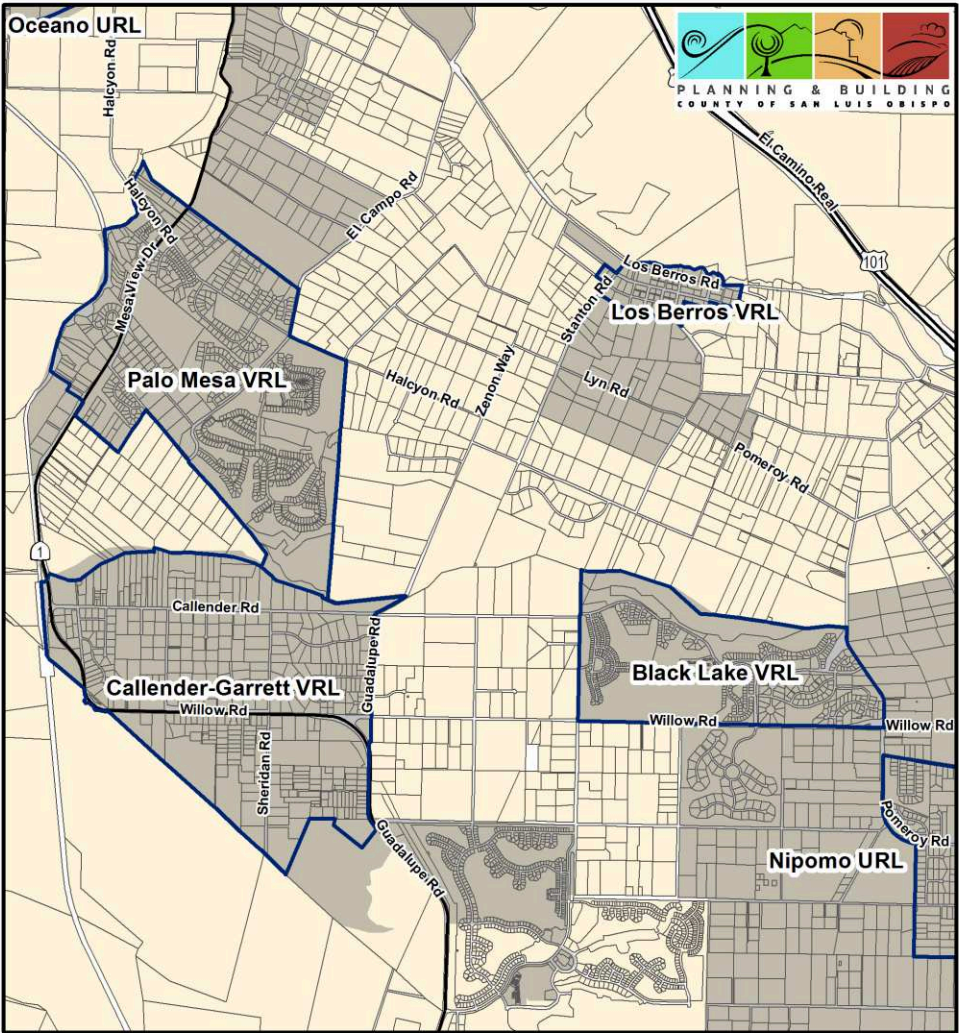 Oceano URL
Halcyon Rd
PLANNING & BUILDING
COUNTY OF SAN LUIS OBISPO
El Camino Real
101
Halcyon Rd
El Campo Rd
Mesa View Dr
Los Berros Rd
Stanton Rd
Los Berros VRL
Palo Mesa VRL
Halcyon Rd
Zenon Way
Lyn Rd
Pomeroy Rd
1
Callender Rd
Guadalupe Rd
Callender-Garrett VRL
Black Lake VRL
Willow Rd
Willow Rd
Willow Rd
Sheridan Rd
Guadalupe Rd
Pomeroy Rd
Nipomo URL